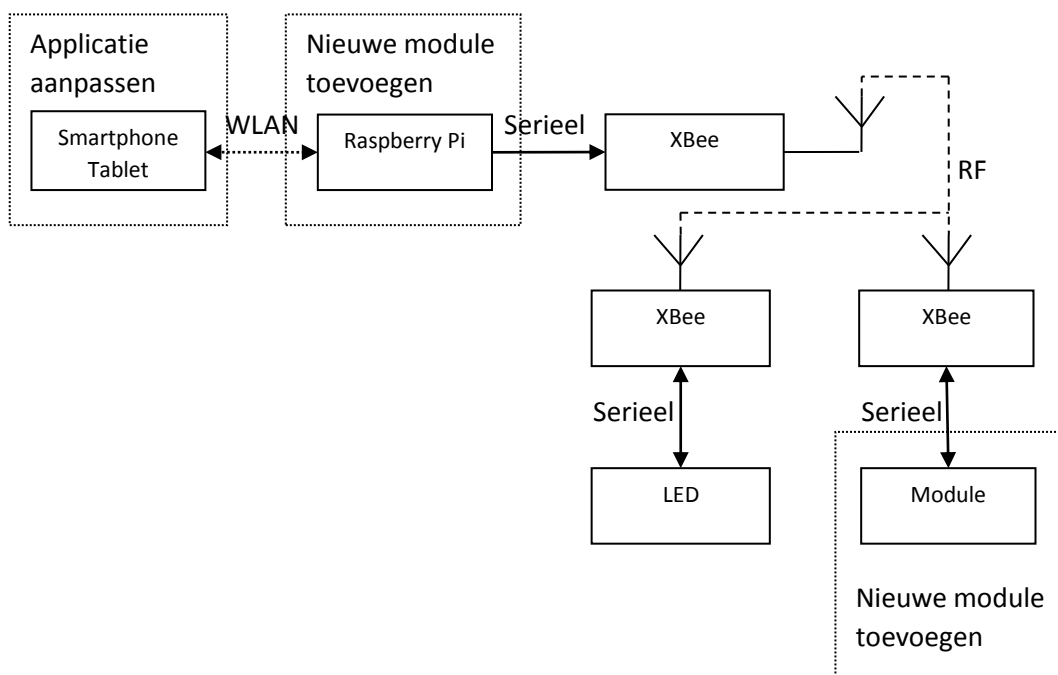 Applicatie
aanpassen
Nieuwe module
toevoegen
Smartphone
Tablet
WLAN
Raspberry Pi
Serieel
XBee
RF
XBee
XBee
Serieel
Serieel
LED
Module
Nieuwe module
toevoegen